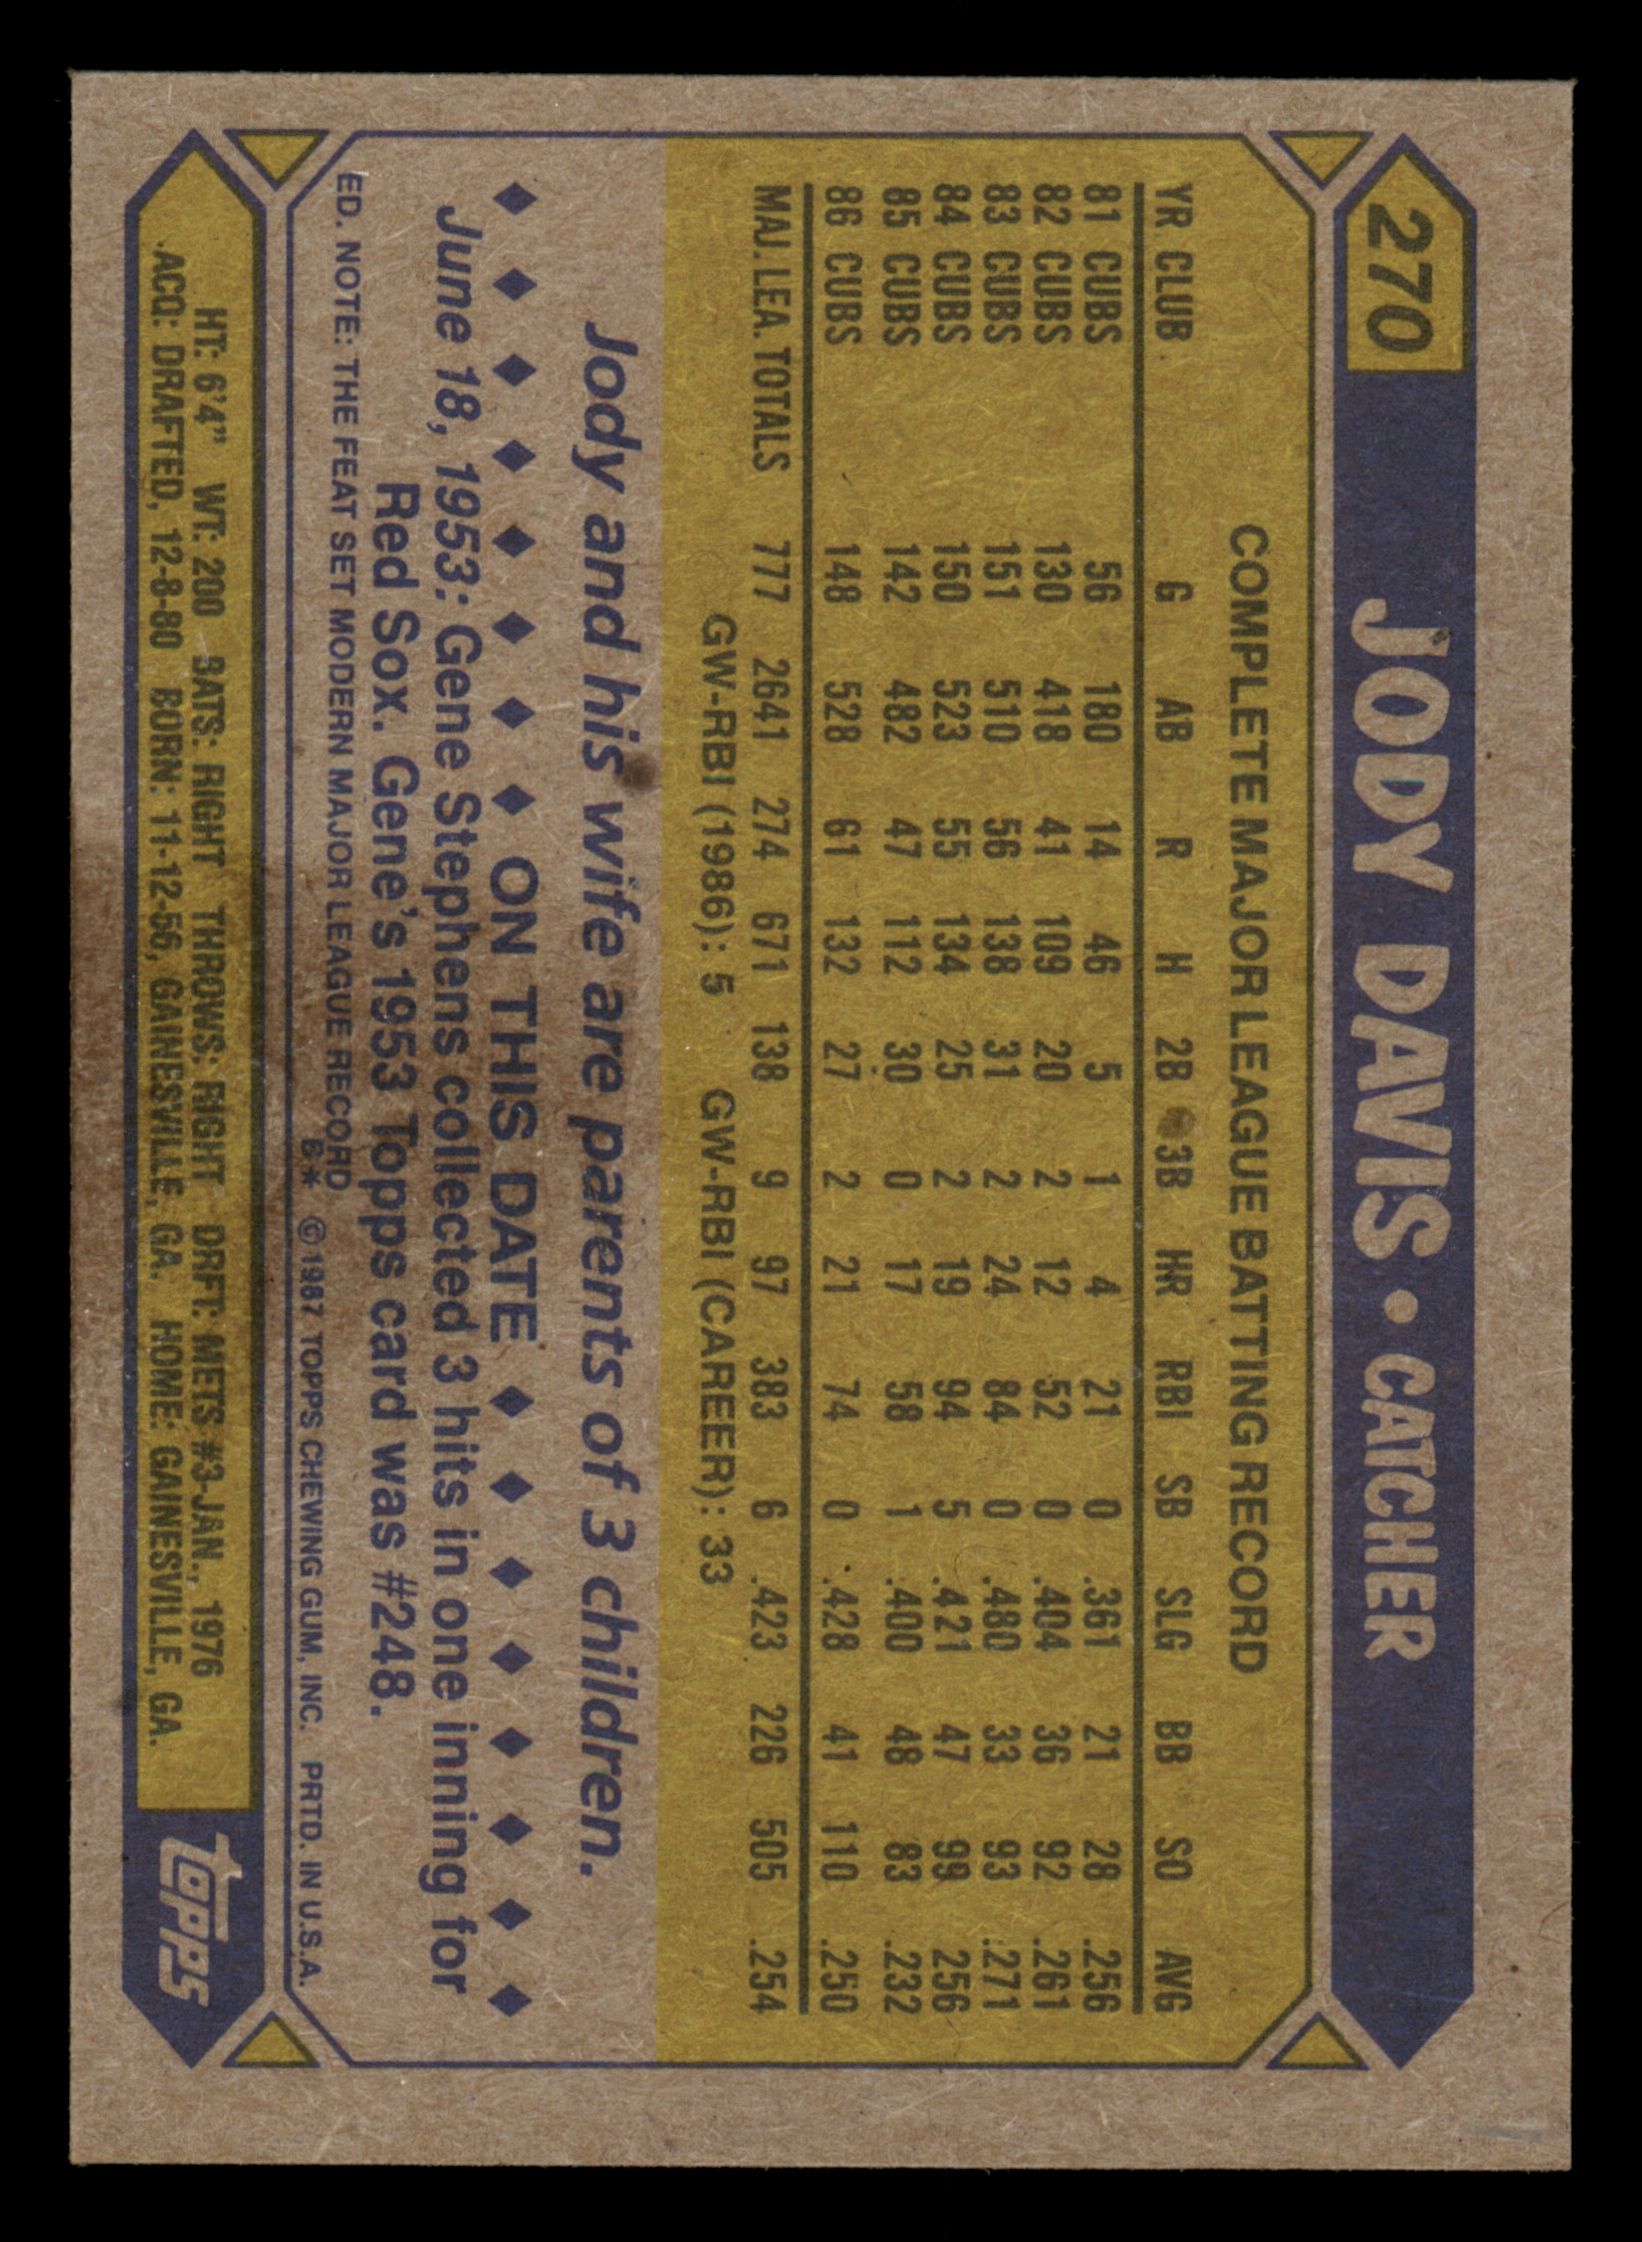 270 JODY DAVIS • CATCHER
COMPLETE MAJOR LEAGUE BATTING RECORD
YR CLUB G AB R H 2B 3B HR RBI SB SLG BB SO AVG
81 CUBS 56 180 14 46 5 1 4 21 0 .361 21 28 .256
82 CUBS 130 418 41 109 20 2 12 52 0 .404 36 92 .261
83 CUBS 151 510 56 138 31 2 24 84 0 .480 33 93 .271
84 CUBS 150 523 55 134 25 2 19 94 5 .421 47 99 .256
85 CUBS 142 482 47 112 30 0 17 58 1 .400 48 83 .232
86 CUBS 148 528 61 132 27 2 21 74 0 .428 41 110 .250
MAJ. LEA. TOTALS 777 2641 274 671 138 9 97 383 6 .423 226 505 .254
GW-RBI (1986): 5 GW-RBI (CAREER): 33
Jody and his wife are parents of 3 children.
ON THIS DATE
June 18, 1953: Gene Stephens collected 3 hits in one inning for
Red Sox. Gene's 1953 Topps card was #248.
ED. NOTE: THE FEAT SET MODERN MAJOR LEAGUE RECORD
B* ©1987 TOPPS CHEWING GUM, INC. PRTD. IN U.S.A.
HT: 6'4" WT: 200 BATS: RIGHT THROWS: RIGHT DRFT: METS #3-JAN., 1976
ACQ: DRAFTED, 12-8-80 BORN: 11-12-56, GAINESVILLE, GA. HOME: GAINESVILLE, GA.
topps